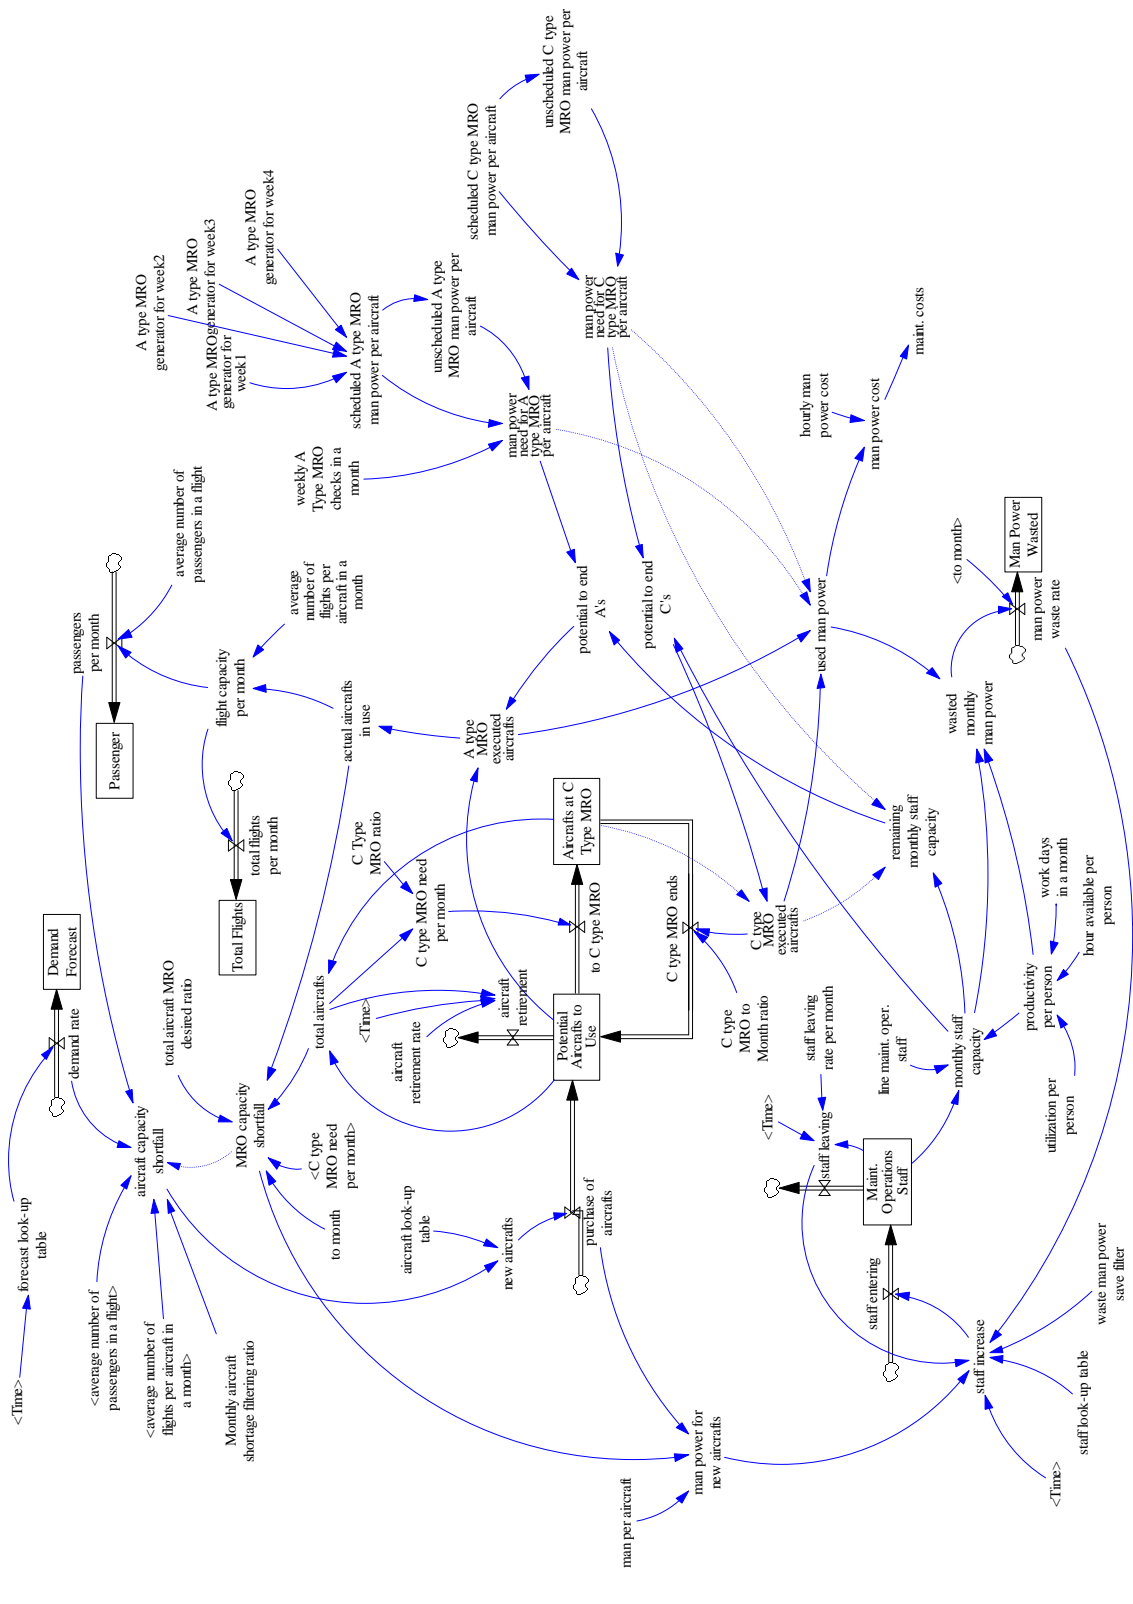 <Time>
forecast look-up
table
demand rate
Demand
Forecast
passengers
per month
Passenger
average number of
passengers in a flight
<average number of
passengers in a flight>
<average number of
flights per aircraft in
a month>
Monthly aircraft
shortage filtering ratio
aircraft capacity
shortfall
total aircraft MRO
desired ratio
MRO capacity
shortfall
<C type
MRO need
per month>
to month
Total Flights
total flights
per month
flight capacity
per month
average
number of
flights per
aircraft in a
month
actual aircrafts
in use
total aircrafts
<Time>
aircraft
retirement rate
aircraft
retirement
C Type
MRO ratio
C type MRO need
per month
aircraft look-up
table
new aircrafts
purchase of
aircrafts
Potential
Aircrafts to
Use
to C type MRO
Aircrafts at C
Type MRO
C type MRO ends
C type
MRO to
Month ratio
C type
MRO
executed
aircrafts
A type
MRO
executed
aircrafts
potential to end
A's
potential to end
C's
weekly A
Type MRO
checks in a
month
A type MRO
generator for week2
A type MRO
generator for week3
A type MRO
generator for
week1
A type MRO
generator for week4
scheduled A type MRO
man power per aircraft
unscheduled A type
MRO man power per
aircraft
man power
need for A
type MRO
per aircraft
scheduled C type MRO
man power per aircraft
unscheduled C type
MRO man power per
aircraft
man power
need for C
type MRO
per aircraft
hourly man
power cost
man power cost
maint. costs
used man power
remaining
monthly staff
capacity
wasted
monthly
man power
<to month>
Man Power
Wasted
man power
waste rate
work days
in a month
hour available per
person
productivity
per person
utilization per
person
monthly staff
capacity
line maint. oper.
staff
staff leaving
rate per month
<Time>
staff leaving
Maint.
Operations
Staff
staff entering
staff increase
waste man power
save filter
staff look-up table
<Time>
man power for
new aircrafts
man per aircraft